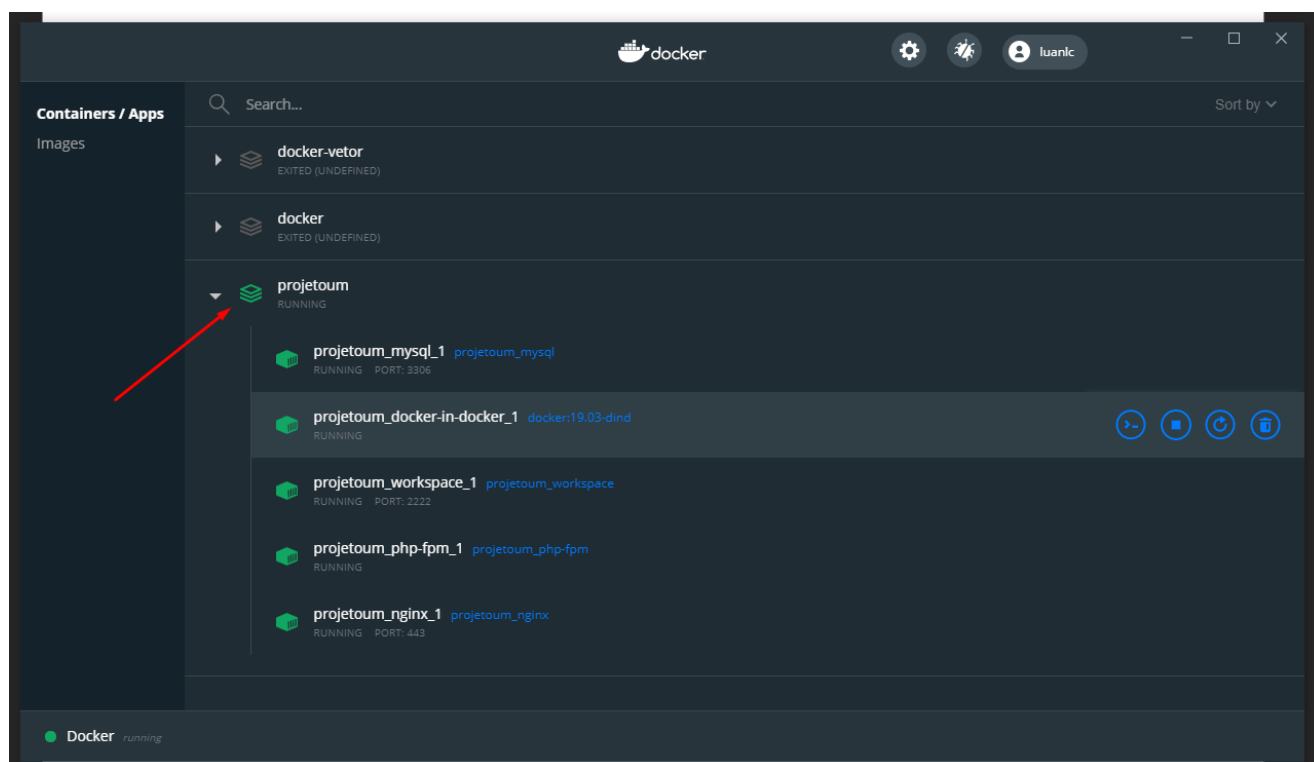 docker
luanlc
Containers / Apps
Images
Search...
Sort by
docker-vetor
EXITED (UNDEFINED)
docker
EXITED (UNDEFINED)
projetoum
RUNNING
projetoum_mysql_1 projetoum_mysql
RUNNING PORT: 3306
projetoum_docker-in-docker_1 docker:19.03-dind
RUNNING
projetoum_workspace_1 projetoum_workspace
RUNNING PORT: 2222
projetoum_php-fpm_1 projetoum_php-fpm
RUNNING
projetoum_nginx_1 projetoum_nginx
RUNNING PORT: 443
Docker running